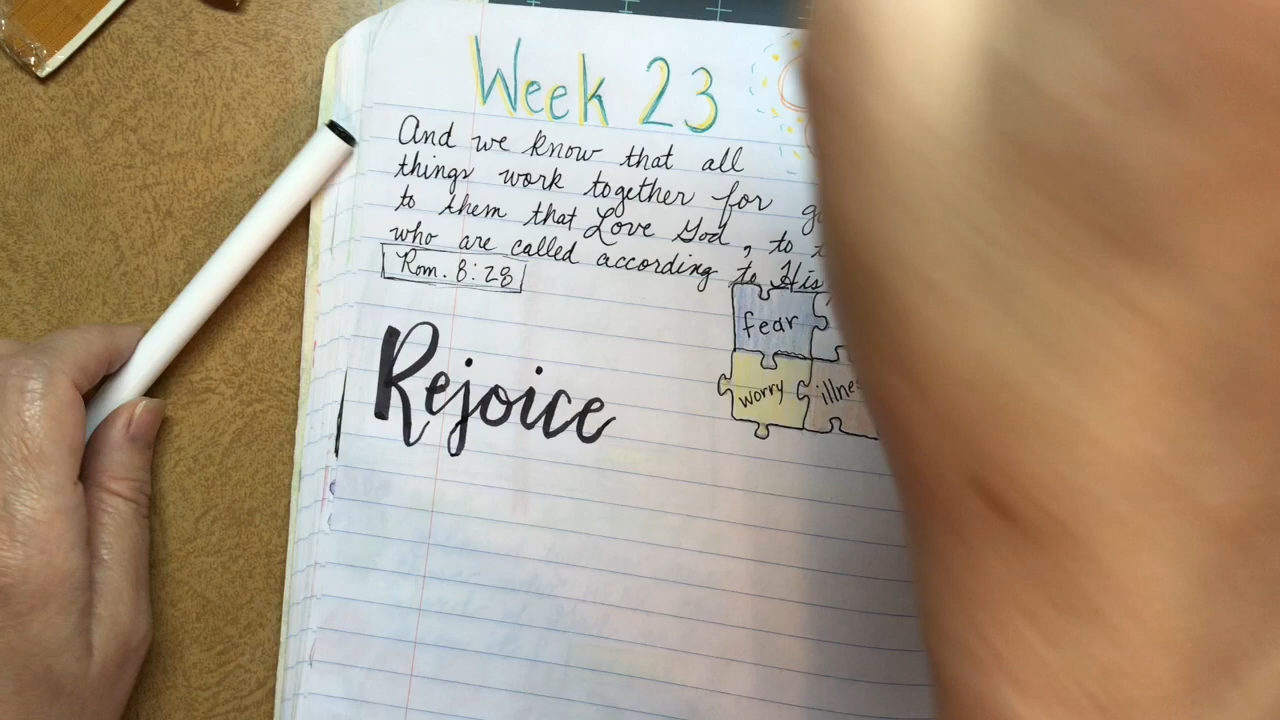 Week 23
And we know that all
things work together for
to them that Love God, to
who are called according to His
Rom. 8:28
fear
worry
Rejoice